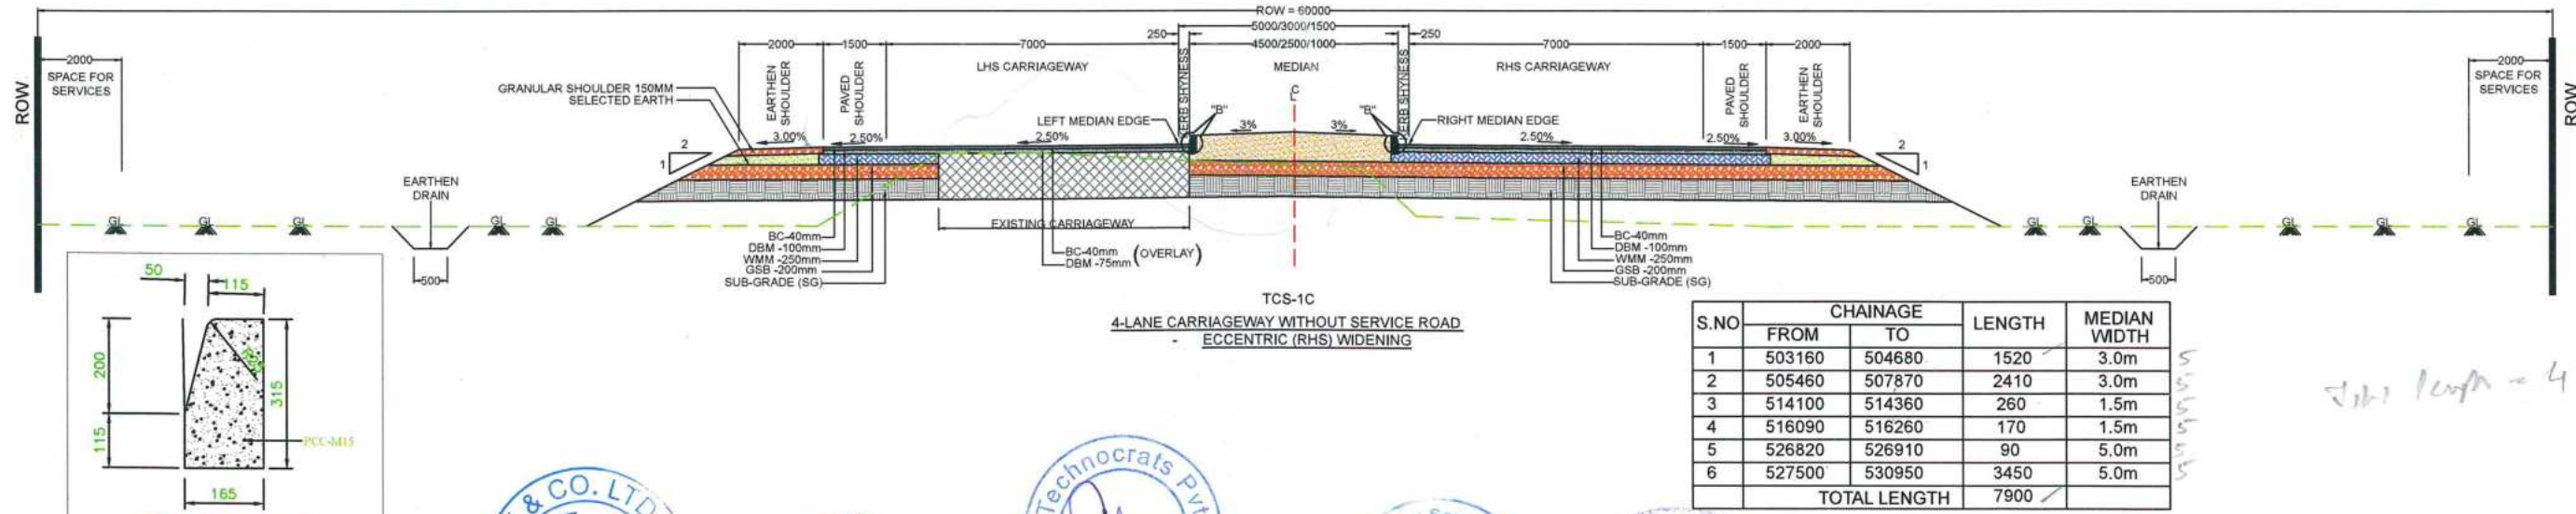 ROW = 60000
5000/3000/1500
250
250
2000
1500
7000
4500/2500/1000
7000
1500
2000
2000
SPACE FOR
SERVICES
2000
SPACE FOR
SERVICES
ROW
ROW
EARTHEN
SHOULDER
PAVED
SHOULDER
LHS CARRIAGEWAY
ERB SHYNESS
MEDIAN
ERB SHYNESS
RHS CARRIAGEWAY
PAVED
SHOULDER
EARTHEN
SHOULDER
GRANULAR SHOULDER 150MM
SELECTED EARTH
C
L
"B"
"B"
LEFT MEDIAN EDGE
RIGHT MEDIAN EDGE
3.00%
2.50%
2.50%
3%
3%
2.50%
2.50%
3.00%
2
1
2
1
EARTHEN
DRAIN
EARTHEN
DRAIN
GL
GL
GL
GL
GL
GL
GL
GL
GL
GL
500
500
EXISTING CARRIAGEWAY
BC-40mm
DBM -100mm
WMM -250mm
GSB -200mm
SUB-GRADE (SG)
BC-40mm
DBM -75mm (OVERLAY)
BC-40mm
DBM -100mm
WMM -250mm
GSB -200mm
SUB-GRADE (SG)
TCS-1C
4-LANE CARRIAGEWAY WITHOUT SERVICE ROAD
- ECCENTRIC (RHS) WIDENING
50
115
200
115
315
PCC-M15
165
S.NO CHAINAGE LENGTH MEDIAN WIDTH
FROM TO
1 503160 504680 1520 3.0m 5
2 505460 507870 2410 3.0m 5
3 514100 514360 260 1.5m 5
4 516090 516260 170 1.5m 5
5 526820 526910 90 5.0m 5
6 527500 530950 3450 5.0m 5
TOTAL LENGTH 7900
& CO. LTD
Technocrats Pvt